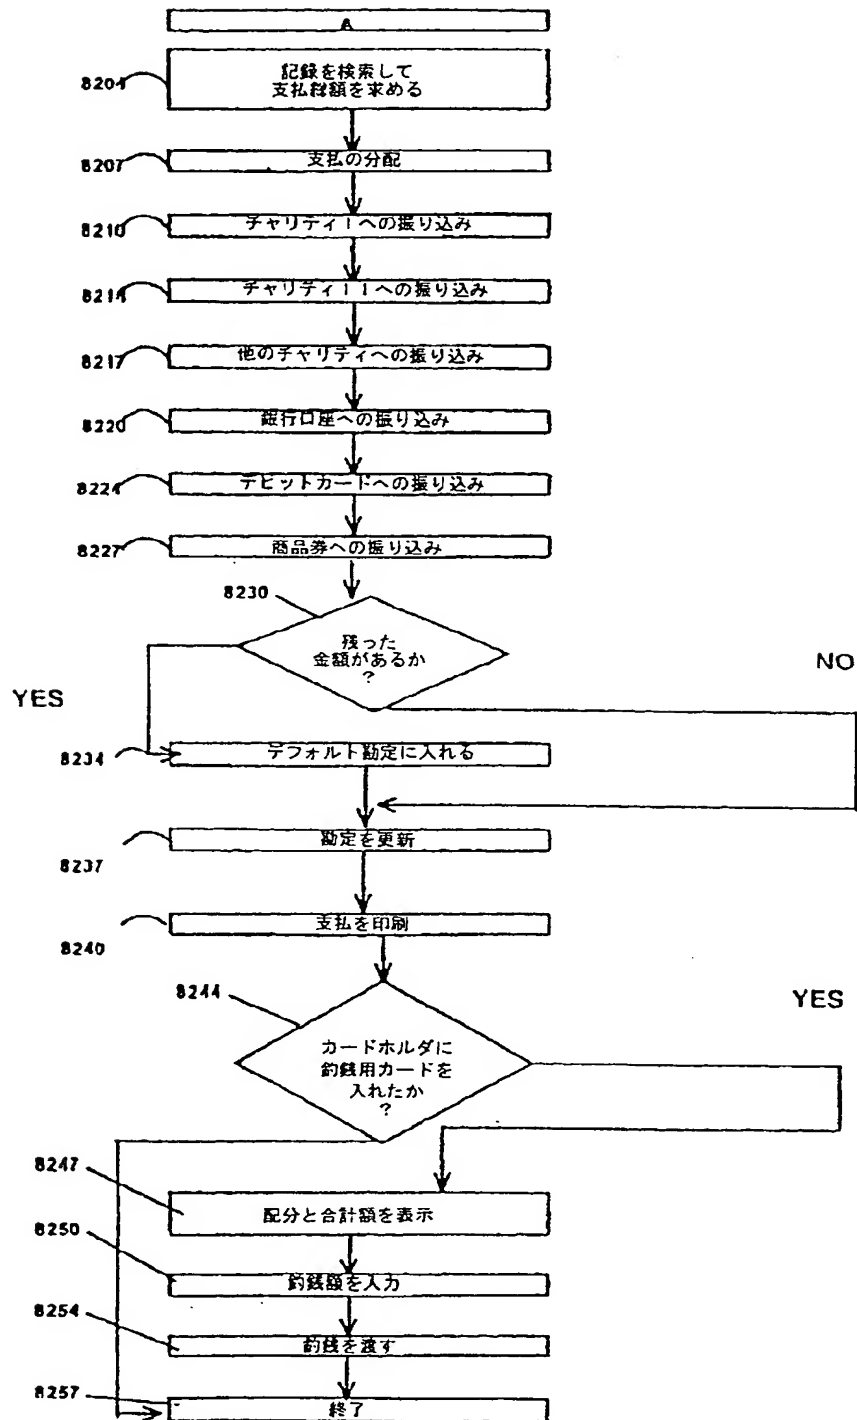 A
8204
記録を検索して
支払総額を求める
8207
支払の分配
8210
チャリティIへの振り込み
8214
チャリティIIへの振り込み
8217
他のチャリティへの振り込み
8220
銀行口座への振り込み
8224
デビットカードへの振り込み
8227
商品券への振り込み
8230
残った
金額があるか
?
NO
YES
8234
デフォルト勘定に入れる
8237
勘定を更新
8240
支払を印刷
8244
YES
カードホルダに
釣銭用カードを
入れたか
?
8247
配分と合計額を表示
8250
釣銭額を入力
8254
釣銭を渡す
8257
終了